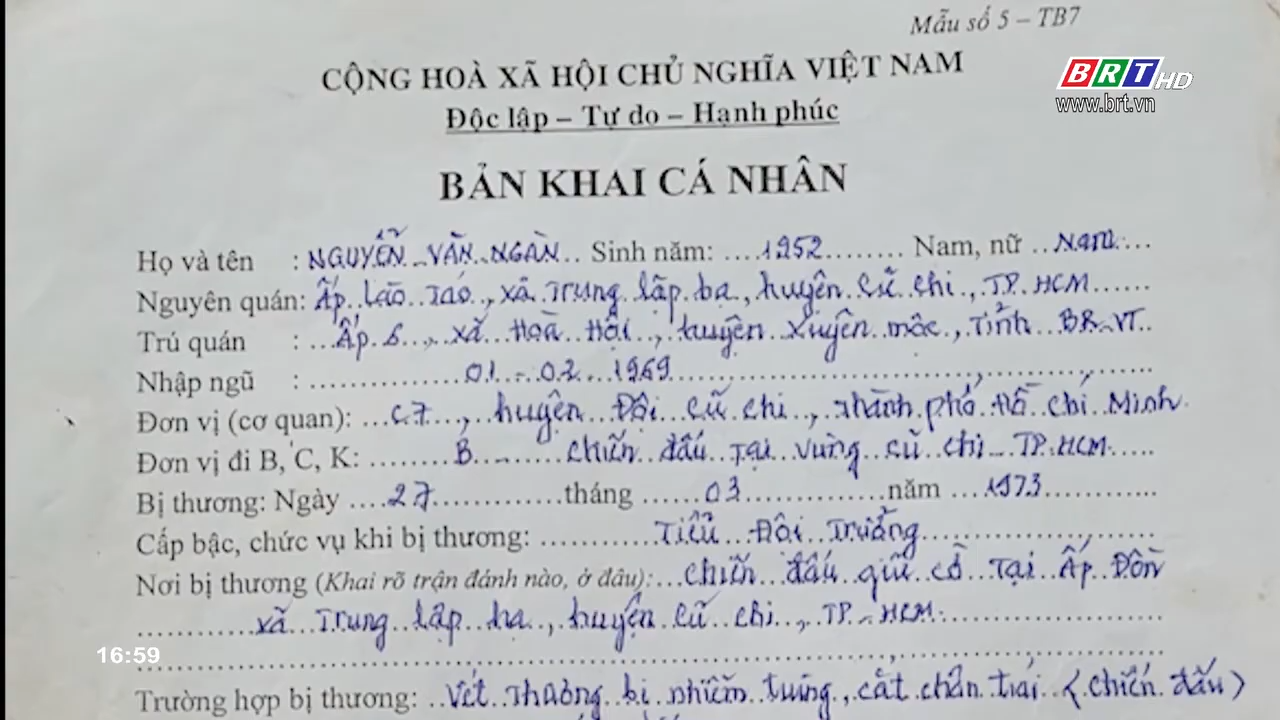 Mẫu số 5 – TB7
BRT HD
www.brt.vn
CỘNG HOÀ XÃ HỘI CHỦ NGHĨA VIỆT NAM
Độc lập – Tự do – Hạnh phúc
BẢN KHAI CÁ NHÂN
Họ và tên : NGUYỄN VĂN NGÀN Sinh năm: 1952 Nam, nữ Nam
Nguyên quán: Ấp Lào Táo, xã Trung lập hạ, huyện Củ Chi, TP. HCM
Trú quán : Ấp 6, xã Hoà Hội, huyện Xuyên mộc, Tỉnh BR-VT
Nhập ngũ : 01 - 02 - 1969
Đơn vị (cơ quan): C7, huyện Đội Củ Chi, thành phố Hồ Chí Minh
Đơn vị đi B, C, K: B chiến đấu tại vùng củ chi TP. HCM
Bị thương: Ngày 27 tháng 03 năm 1973
Cấp bậc, chức vụ khi bị thương: Tiểu Đội Trưởng
Nơi bị thương (Khai rõ trận đánh nào, ở đâu): chiến đấu giữ cờ tại Ấp Đồn
xã Trung lập hạ, huyện củ chi, TP. HCM
16:59
Trường hợp bị thương: vết thương bị nhiễm trùng, cắt chân trái (chiến đấu)